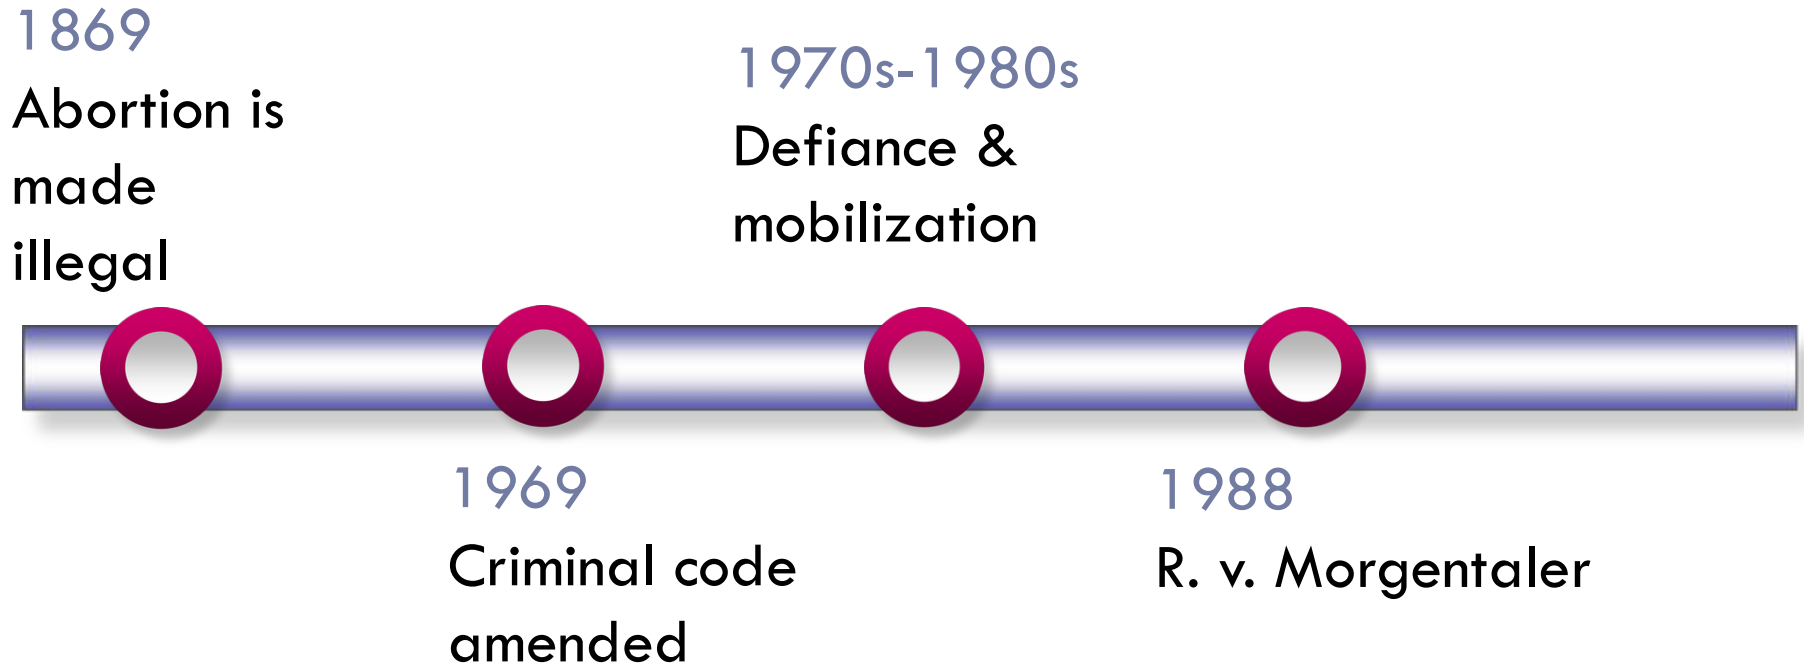 1869
Abortion is
made
illegal
1970s-1980s
Defiance &
mobilization
1969
Criminal code
amended
1988
R. v. Morgentaler